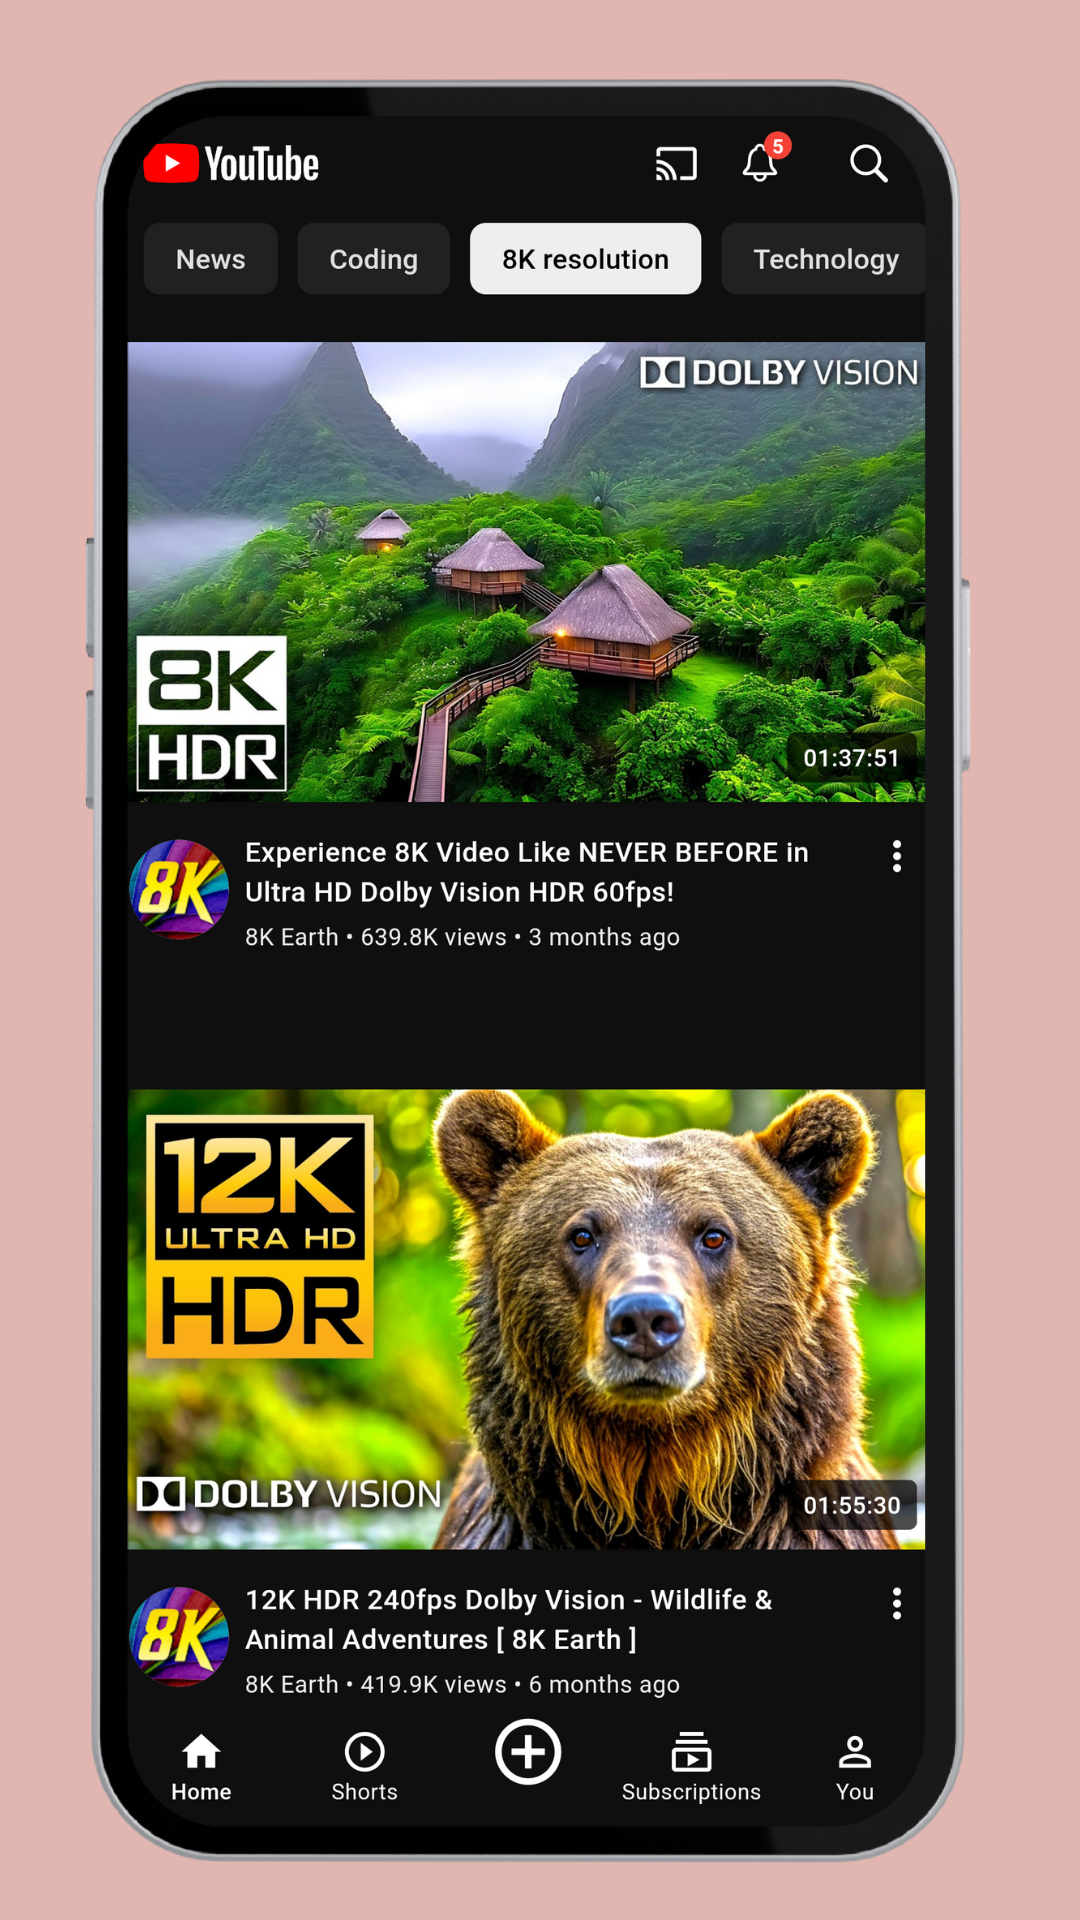 YouTube
5
News
Coding
8K resolution
Technology
DOLBY VISION
8K
HDR
01:37:51
8K
Experience 8K Video Like NEVER BEFORE in
Ultra HD Dolby Vision HDR 60fps!
8K Earth • 639.8K views • 3 months ago
12K
ULTRA HD
HDR
DOLBY VISION
01:55:30
8K
12K HDR 240fps Dolby Vision - Wildlife &
Animal Adventures [ 8K Earth ]
8K Earth • 419.9K views • 6 months ago
Home
Shorts
Subscriptions
You